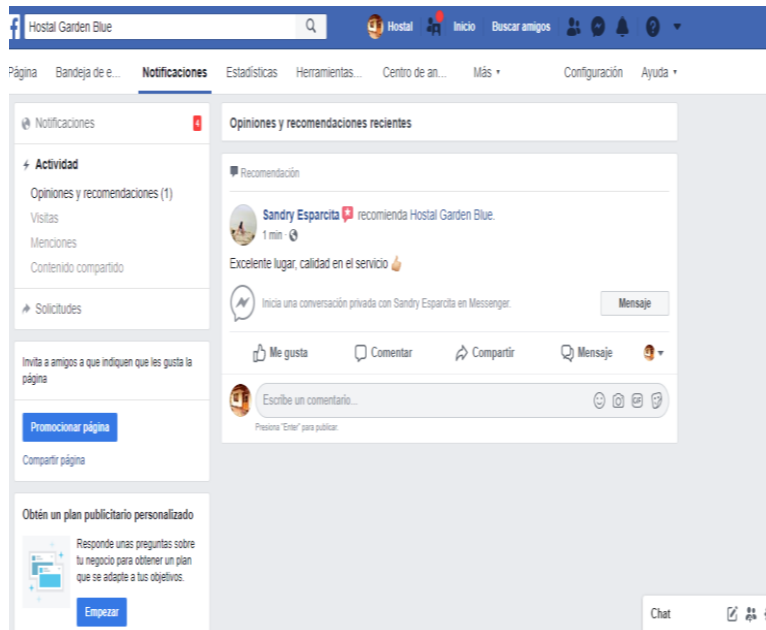 Hostal Garden Blue
Hostal
Inicio
Buscar amigos
Página
Bandeja de e...
Notificaciones
Estadísticas
Herramientas...
Centro de an...
Más
Configuración
Ayuda
Notificaciones
4
Actividad
Opiniones y recomendaciones (1)
Visitas
Menciones
Contenido compartido
Solicitudes
Invita a amigos a que indiquen que les gusta la
página
Promocionar página
Compartir página
Obtén un plan publicitario personalizado
Responde unas preguntas sobre
tu negocio para obtener un plan
que se adapte a tus objetivos.
Empezar
Opiniones y recomendaciones recientes
Recomendación
Sandry Esparcita recomienda Hostal Garden Blue.
1 min ·
Excelente lugar, calidad en el servicio 👍🏼
Inicia una conversación privada con Sandry Esparcita en Messenger.
Mensaje
Me gusta
Comentar
Compartir
Mensaje
Escribe un comentario...
GIF
Presiona "Enter" para publicar.
Chat